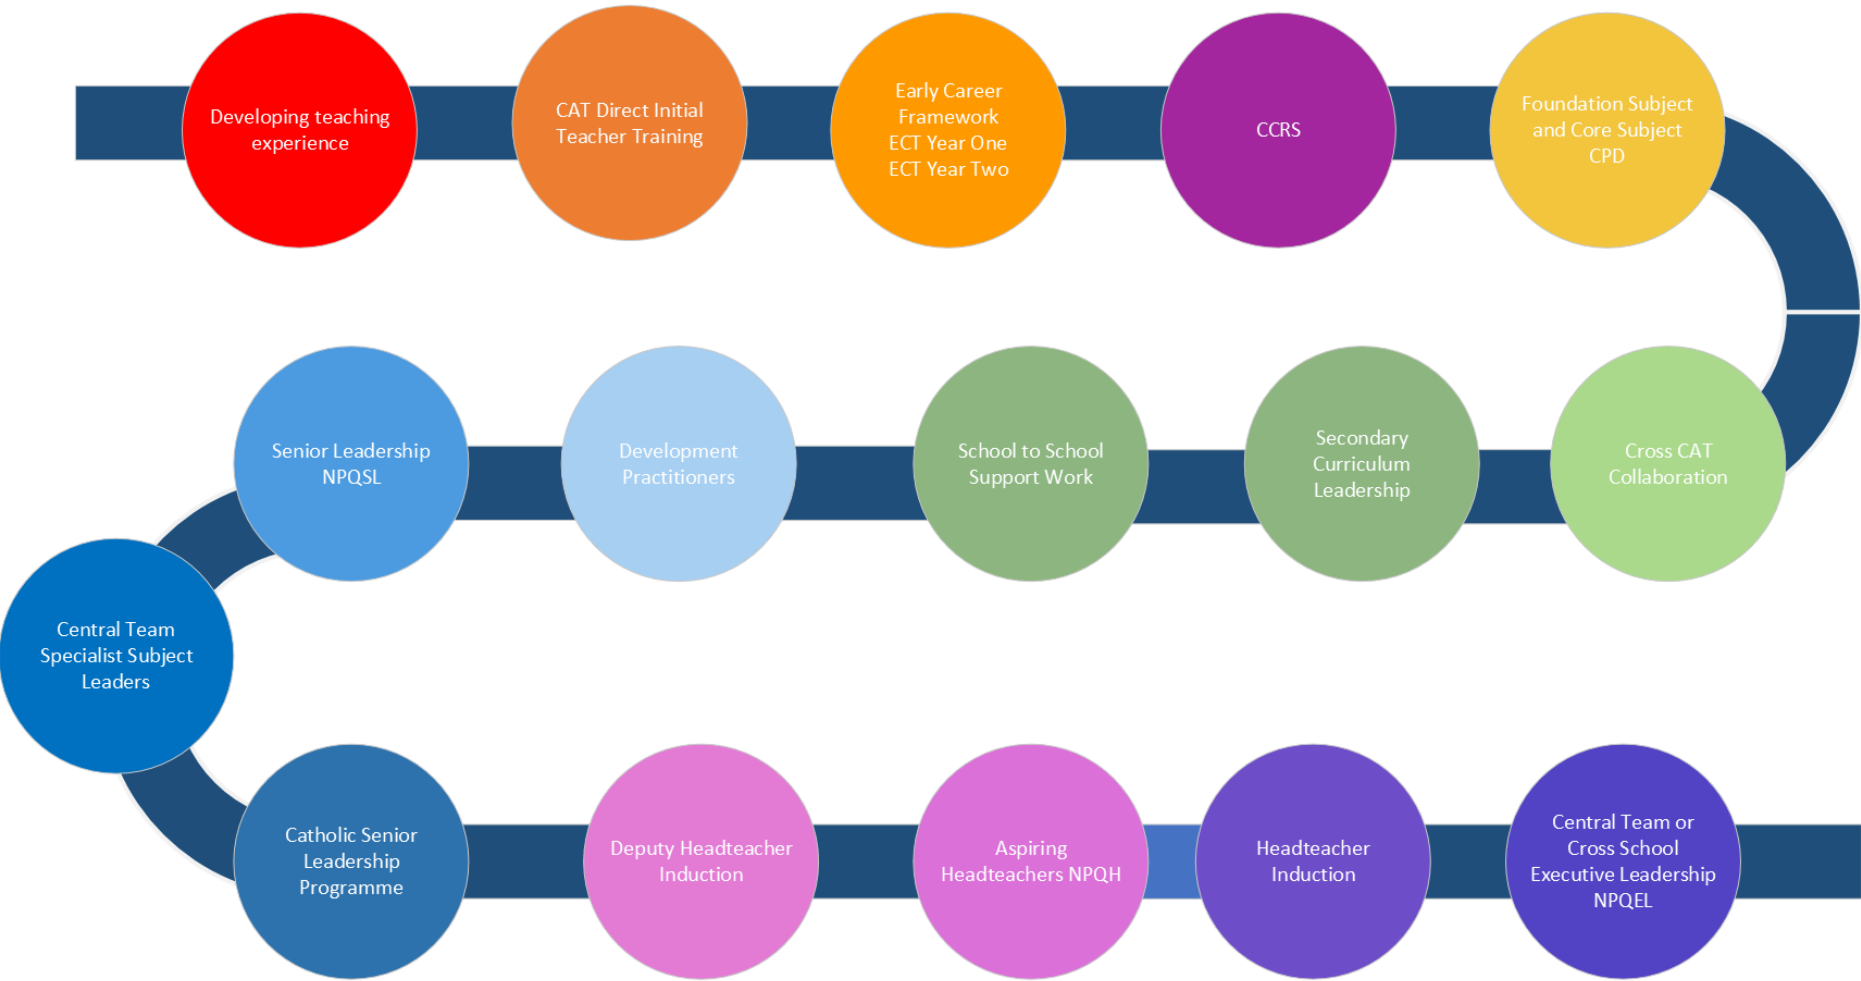 Developing teaching
experience
CAT Direct Initial
Teacher Training
Early Career
Framework
ECT Year One
ECT Year Two
CCRS
Foundation Subject
and Core Subject
CPD
Cross CAT
Collaboration
Secondary
Curriculum
Leadership
School to School
Support Work
Development
Practitioners
Senior Leadership
NPQSL
Central Team
Specialist Subject
Leaders
Catholic Senior
Leadership
Programme
Deputy Headteacher
Induction
Aspiring
Headteachers NPQH
Headteacher
Induction
Central Team or
Cross School
Executive Leadership
NPQEL